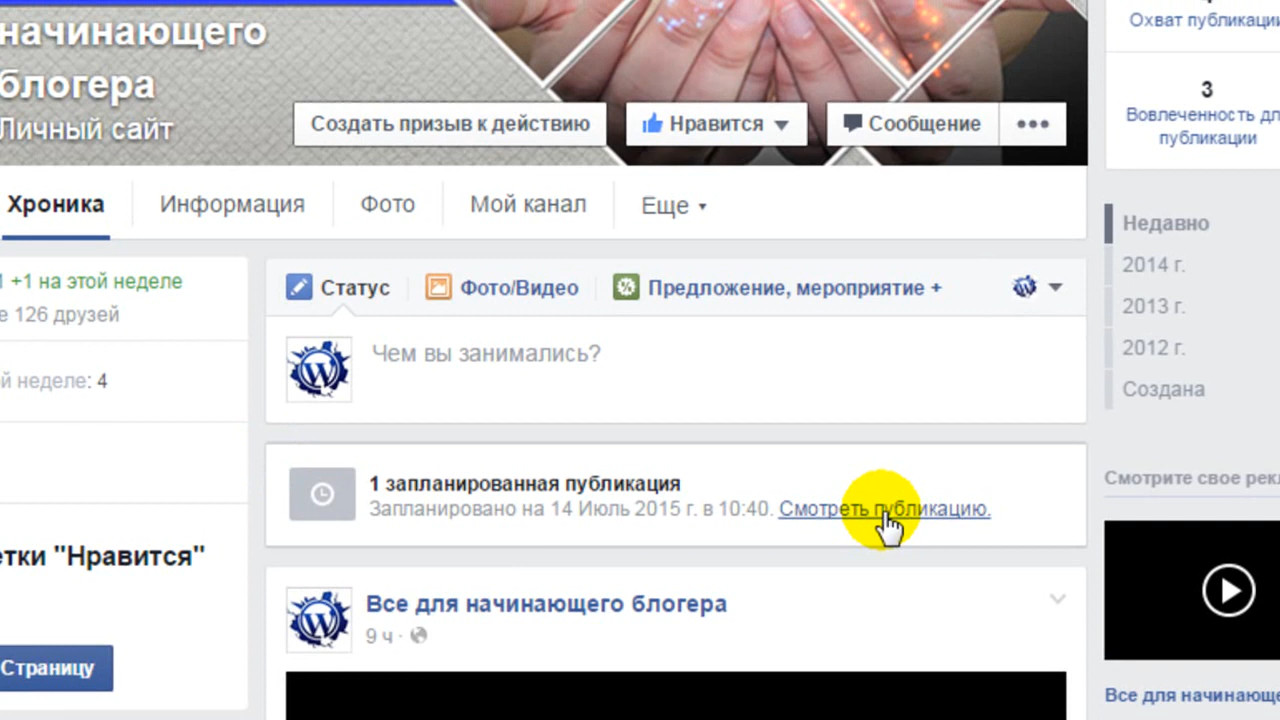 начинающего
блогера
Личный сайт
Создать призыв к действию
Нравится
Сообщение
Охват публикации
3
Вовлеченность для
публикации
Хроника
Информация
Фото
Мой канал
Еще
+1 на этой неделе
е 126 друзей
й неделе: 4
етки "Нравится"
Страницу
Статус
Фото/Видео
Предложение, мероприятие +
Чем вы занимались?
1 запланированная публикация
Запланировано на 14 Июль 2015 г. в 10:40. Смотреть публикацию.
Все для начинающего блогера
9 ч ·
Недавно
2014 г.
2013 г.
2012 г.
Создана
Смотрите свое рекл
Все для начинающе